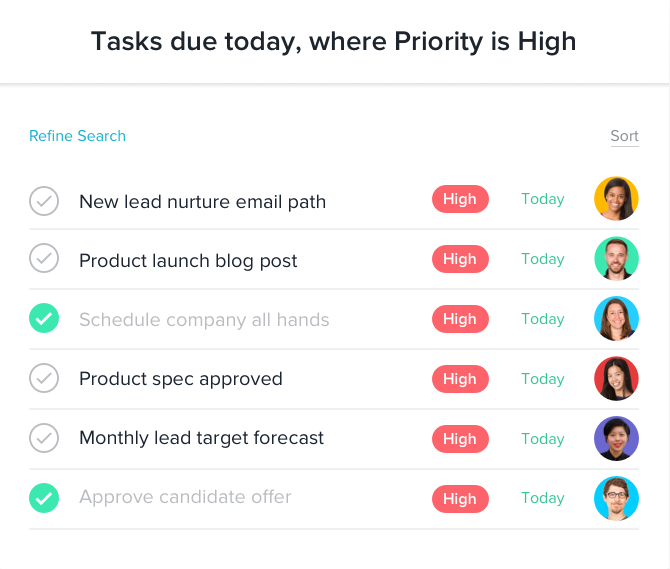 Tasks due today, where Priority is High
Refine Search Sort
New lead nurture email path High Today
Product launch blog post High Today
Schedule company all hands High Today
Product spec approved High Today
Monthly lead target forecast High Today
Approve candidate offer High Today